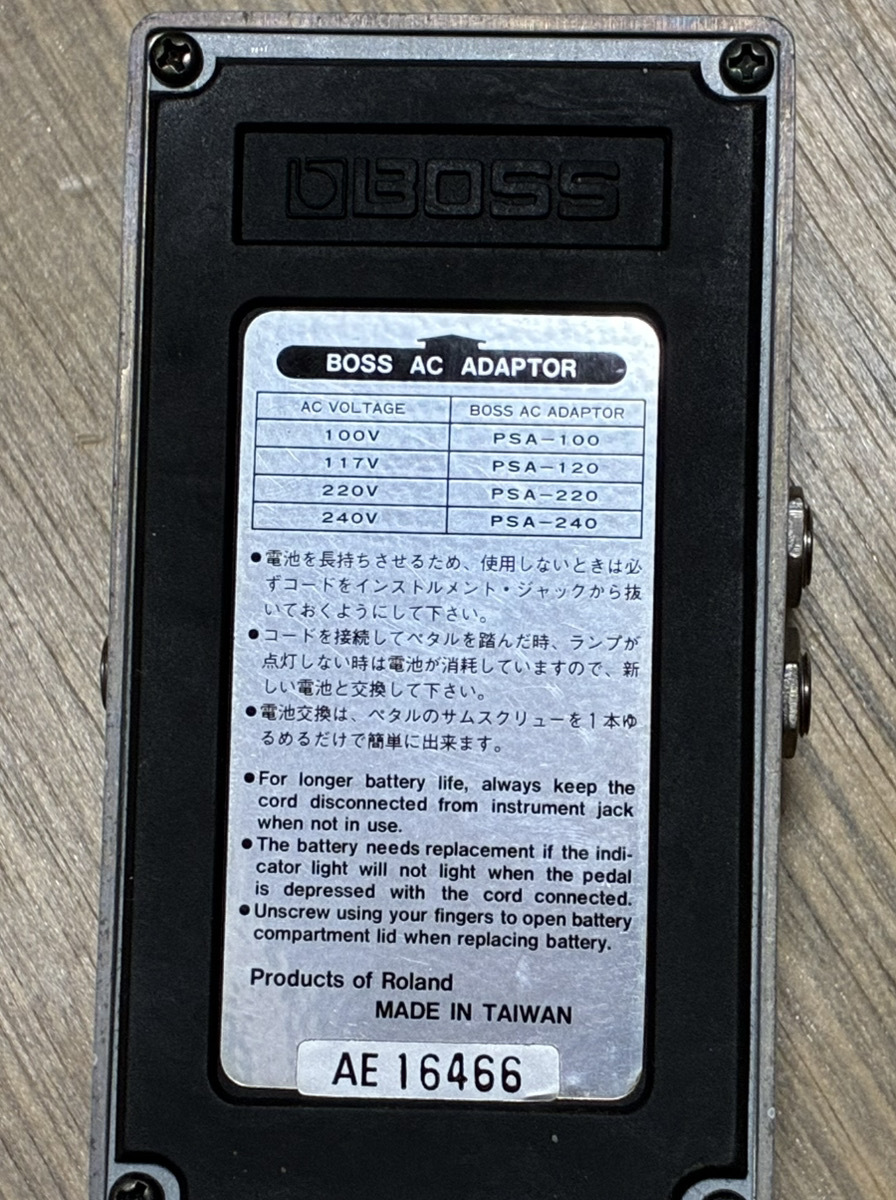 BOSS
BOSS AC ADAPTOR
AC VOLTAGE BOSS AC ADAPTOR
100V PSA-100
117V PSA-120
220V PSA-220
240V PSA-240
●電池を長持ちさせるため、使用しないときは必
ずコードをインストルメント・ジャックから抜
いておくようにして下さい。
●コードを接続してペタルを踏んだ時、ランプが
点灯しない時は電池が消耗していますので、新
しい電池と交換して下さい。
●電池交換は、ペタルのサムスクリューを1本ゆ
るめるだけで簡単に出来ます。
●For longer battery life, always keep the
cord disconnected from instrument jack
when not in use.
●The battery needs replacement if the indi-
cator light will not light when the pedal
is depressed with the cord connected.
●Unscrew using your fingers to open battery
compartment lid when replacing battery.
Products of Roland
MADE IN TAIWAN
AE 16466